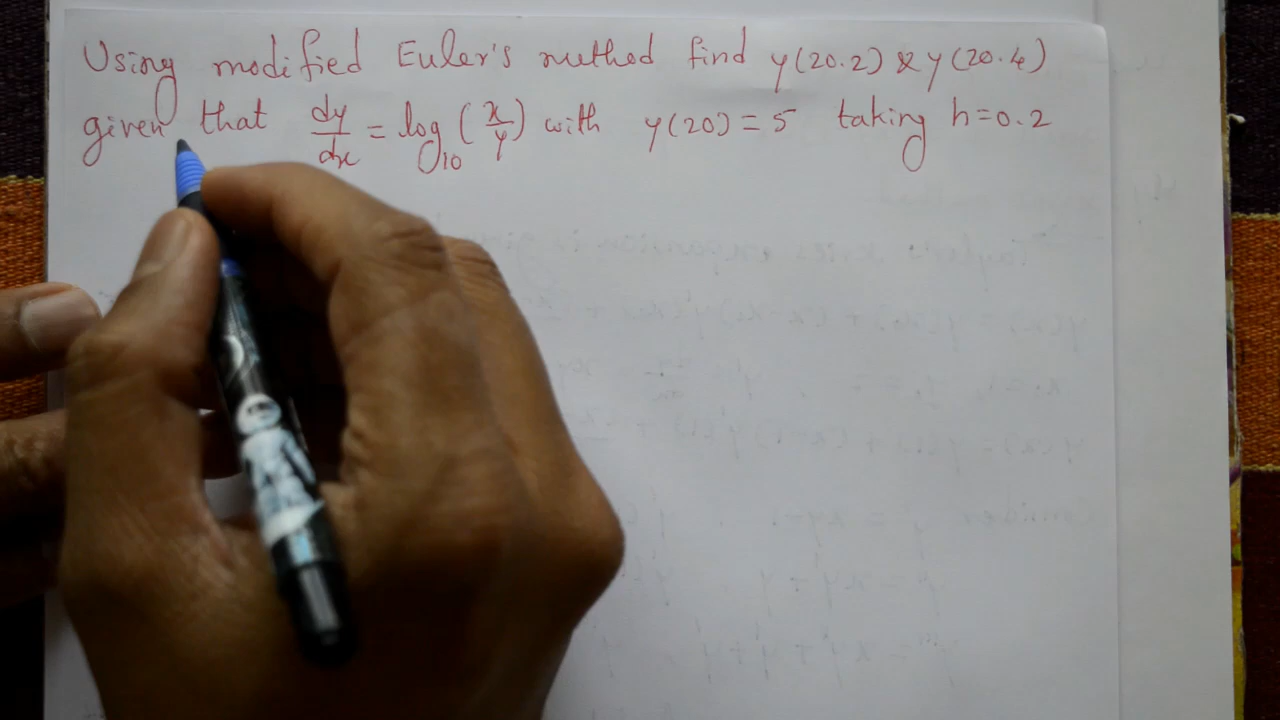 Using modified Euler's method find y(20.2) & y(20.4)
given that dy/dx = log₁₀ (x/y) with y(20) = 5 taking h=0.2